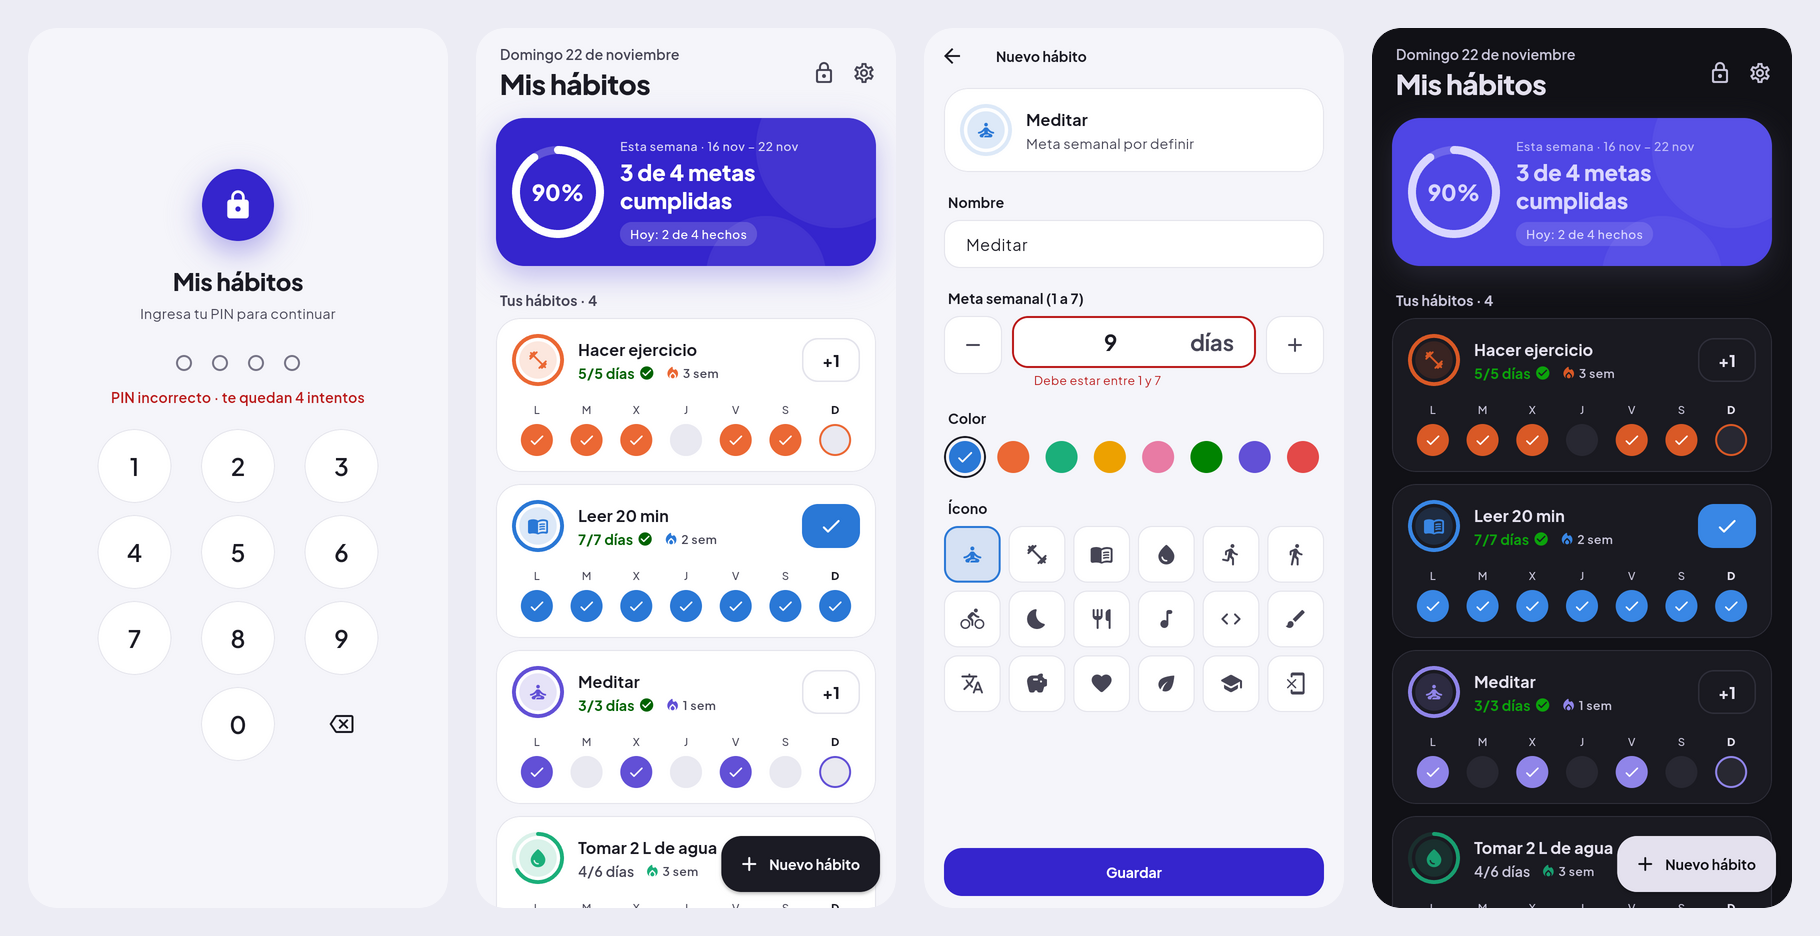 Mis hábitos
Ingresa tu PIN para continuar
PIN incorrecto · te quedan 4 intentos
1 2 3
4 5 6
7 8 9
0
Domingo 22 de noviembre
Mis hábitos
90%
Esta semana · 16 nov – 22 nov
3 de 4 metas
cumplidas
Hoy: 2 de 4 hechos
Tus hábitos · 4
Hacer ejercicio
5/5 días 3 sem
+1
L M X J V S D
Leer 20 min
7/7 días 2 sem
L M X J V S D
Meditar
3/3 días 1 sem
+1
L M X J V S D
Tomar 2 L de agua
4/6 días 3 sem
+ Nuevo hábito
L M X J V S D
Nuevo hábito
Meditar
Meta semanal por definir
Nombre
Meditar
Meta semanal (1 a 7)
− 9 días +
Debe estar entre 1 y 7
Color
Ícono
Guardar
Domingo 22 de noviembre
Mis hábitos
90%
Esta semana · 16 nov – 22 nov
3 de 4 metas
cumplidas
Hoy: 2 de 4 hechos
Tus hábitos · 4
Hacer ejercicio
5/5 días 3 sem
+1
L M X J V S D
Leer 20 min
7/7 días 2 sem
L M X J V S D
Meditar
3/3 días 1 sem
+1
L M X J V S D
Tomar 2 L de agua
4/6 días 3 sem
+ Nuevo hábito
L M X J V S D